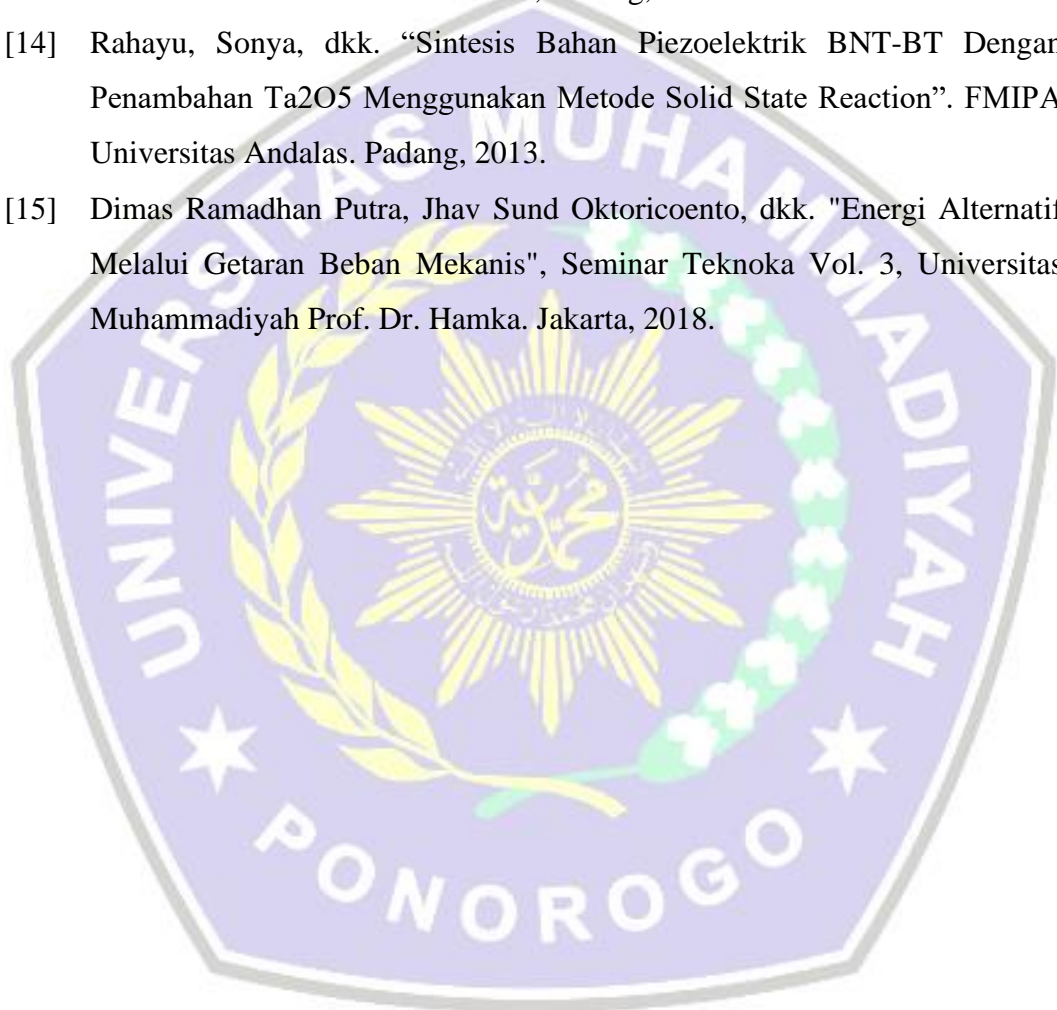 [14] Rahayu, Sonya, dkk. “Sintesis Bahan Piezoelektrik BNT-BT Dengan
Penambahan Ta2O5 Menggunakan Metode Solid State Reaction”. FMIPA
Universitas Andalas. Padang, 2013.
[15] Dimas Ramadhan Putra, Jhav Sund Oktoricoento, dkk. "Energi Alternatif
Melalui Getaran Beban Mekanis", Seminar Teknoka Vol. 3, Universitas
Muhammadiyah Prof. Dr. Hamka. Jakarta, 2018.
UNIVERSITAS MUHAMMADIYAH
محمدية
PONOROGO